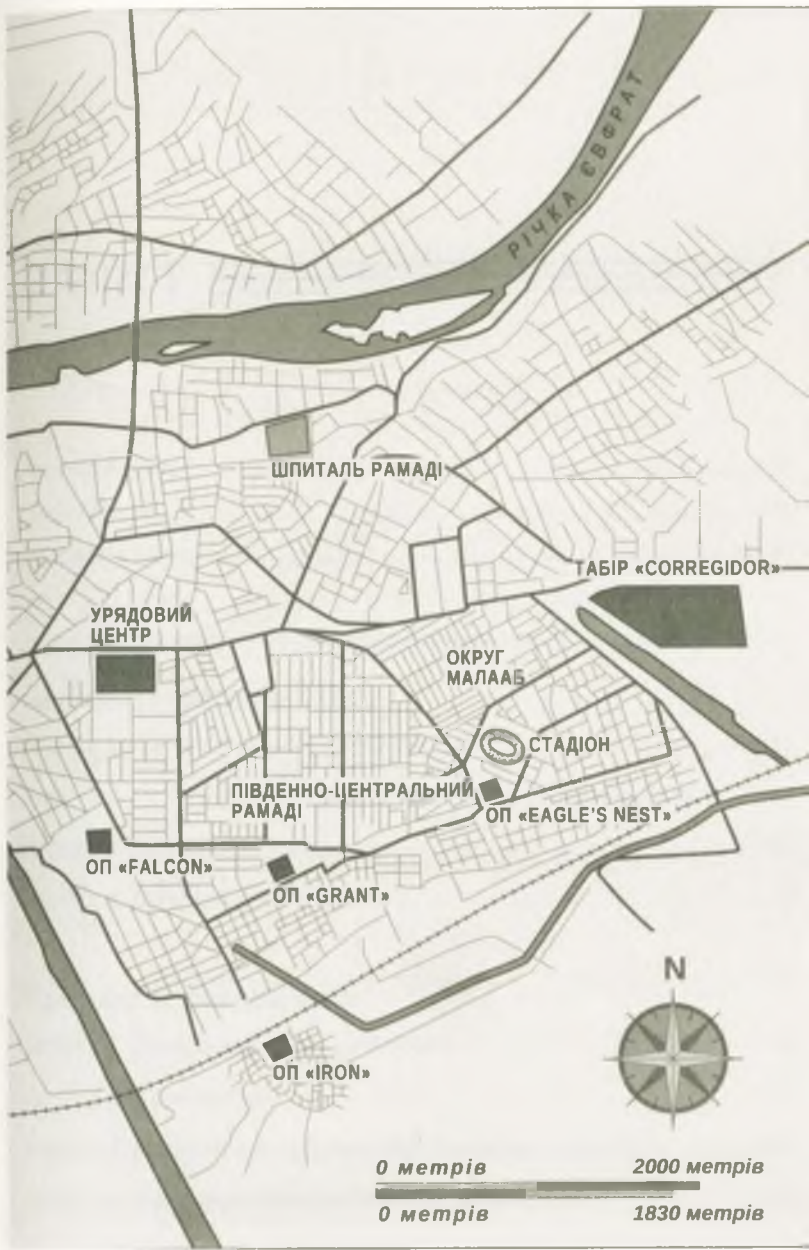 РІЧКА ЄВФРАТ
ШПИТАЛЬ РАМАДІ
ТАБІР «CORREGIDOR»
УРЯДОВИЙ
ЦЕНТР
ОКРУГ
МАЛААБ
СТАДІОН
ПІВДЕННО-ЦЕНТРАЛЬНИЙ
РАМАДІ
ОП «EAGLE'S NEST»
ОП «FALCON»
ОП «GRANT»
N
ОП «IRON»
0 метрів 2000 метрів
0 метрів 1830 метрів